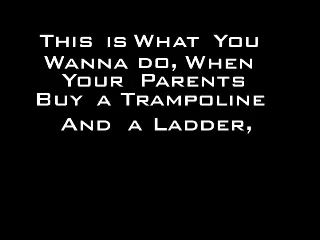 This is What You
Wanna do, When
Your Parents
Buy a Trampoline
And a Ladder,